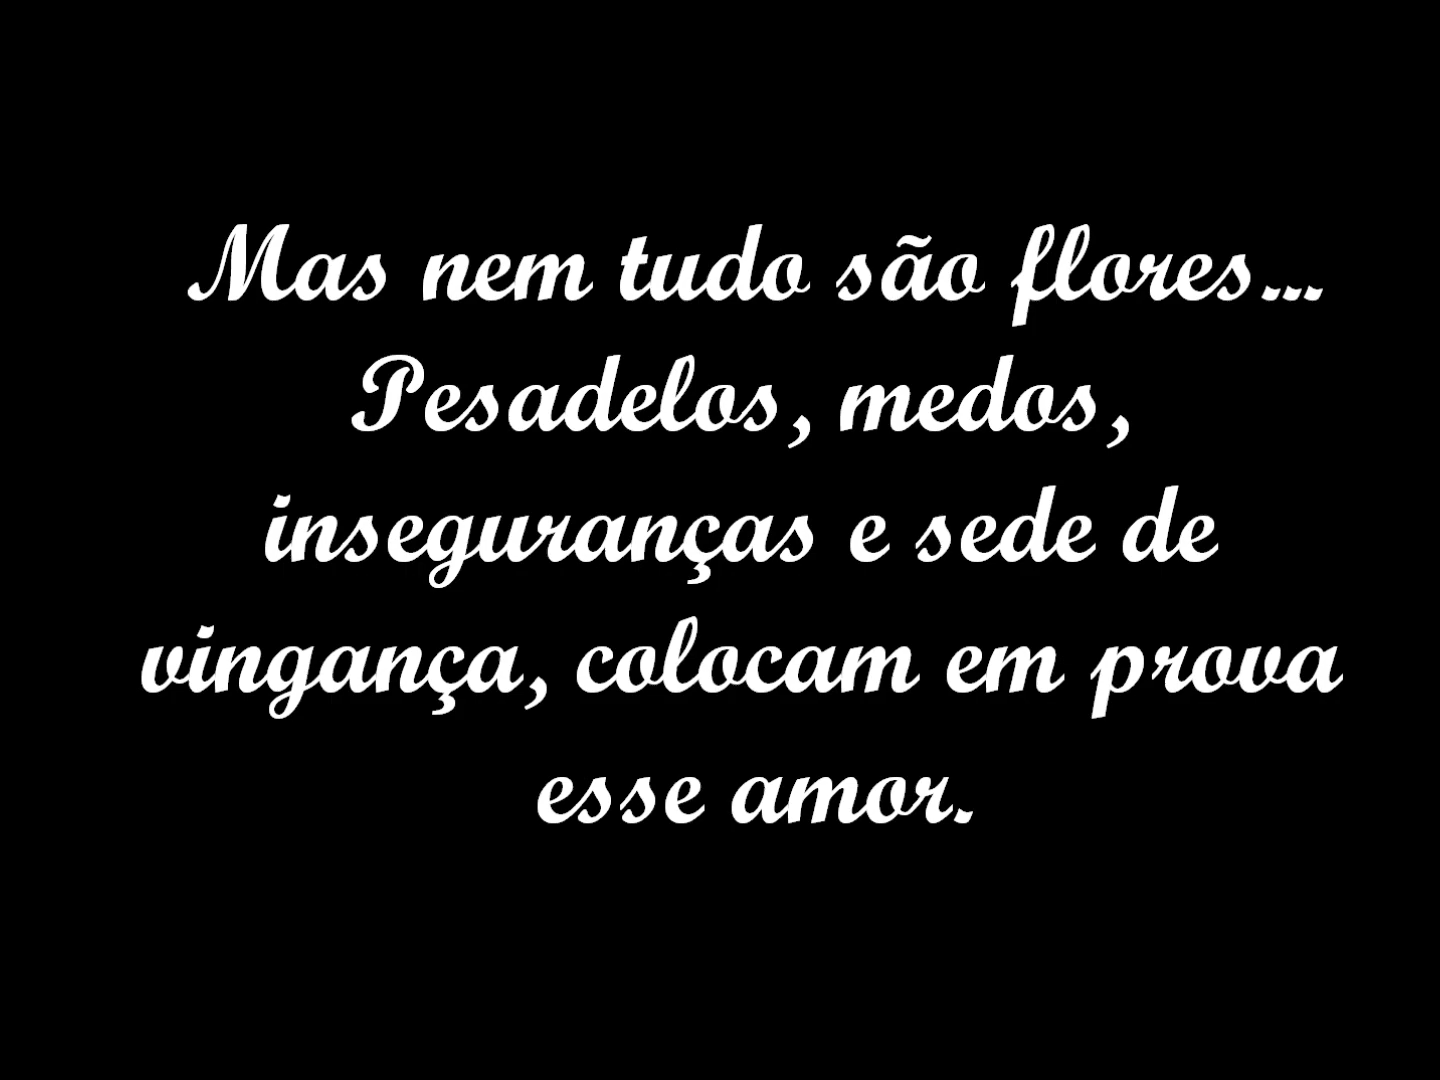 Mas nem tudo são flores...
Pesadelos, medos,
inseguranças e sede de
vingança, colocam em prova
esse amor.